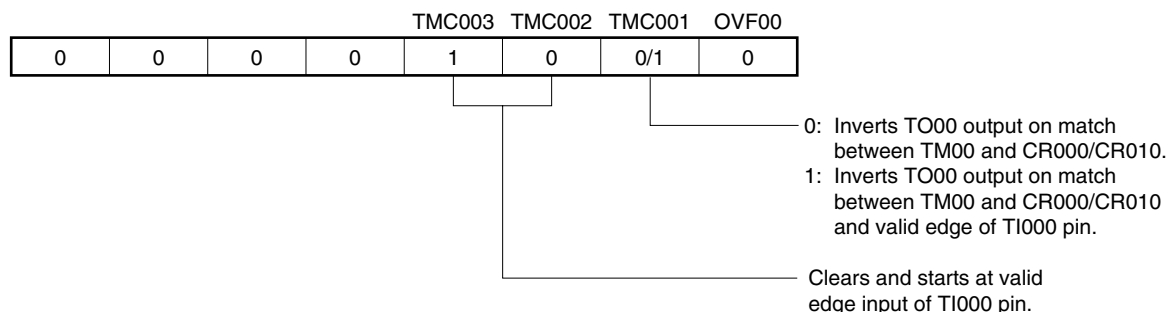 TMC003 TMC002 TMC001 OVF00
0 0 0 0 1 0 0/1 0
0: Inverts TO00 output on match
between TM00 and CR000/CR010.
1: Inverts TO00 output on match
between TM00 and CR000/CR010
and valid edge of TI000 pin.
Clears and starts at valid
edge input of TI000 pin.